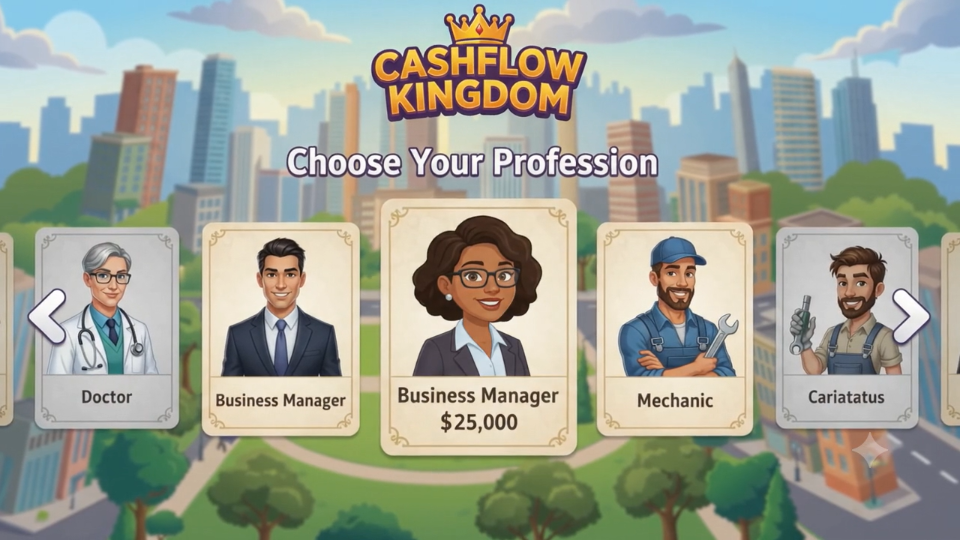 CASHFLOW
KINGDOM
Choose Your Profession
Doctor
Business Manager
Business Manager
$25,000
Mechanic
Cariatatus